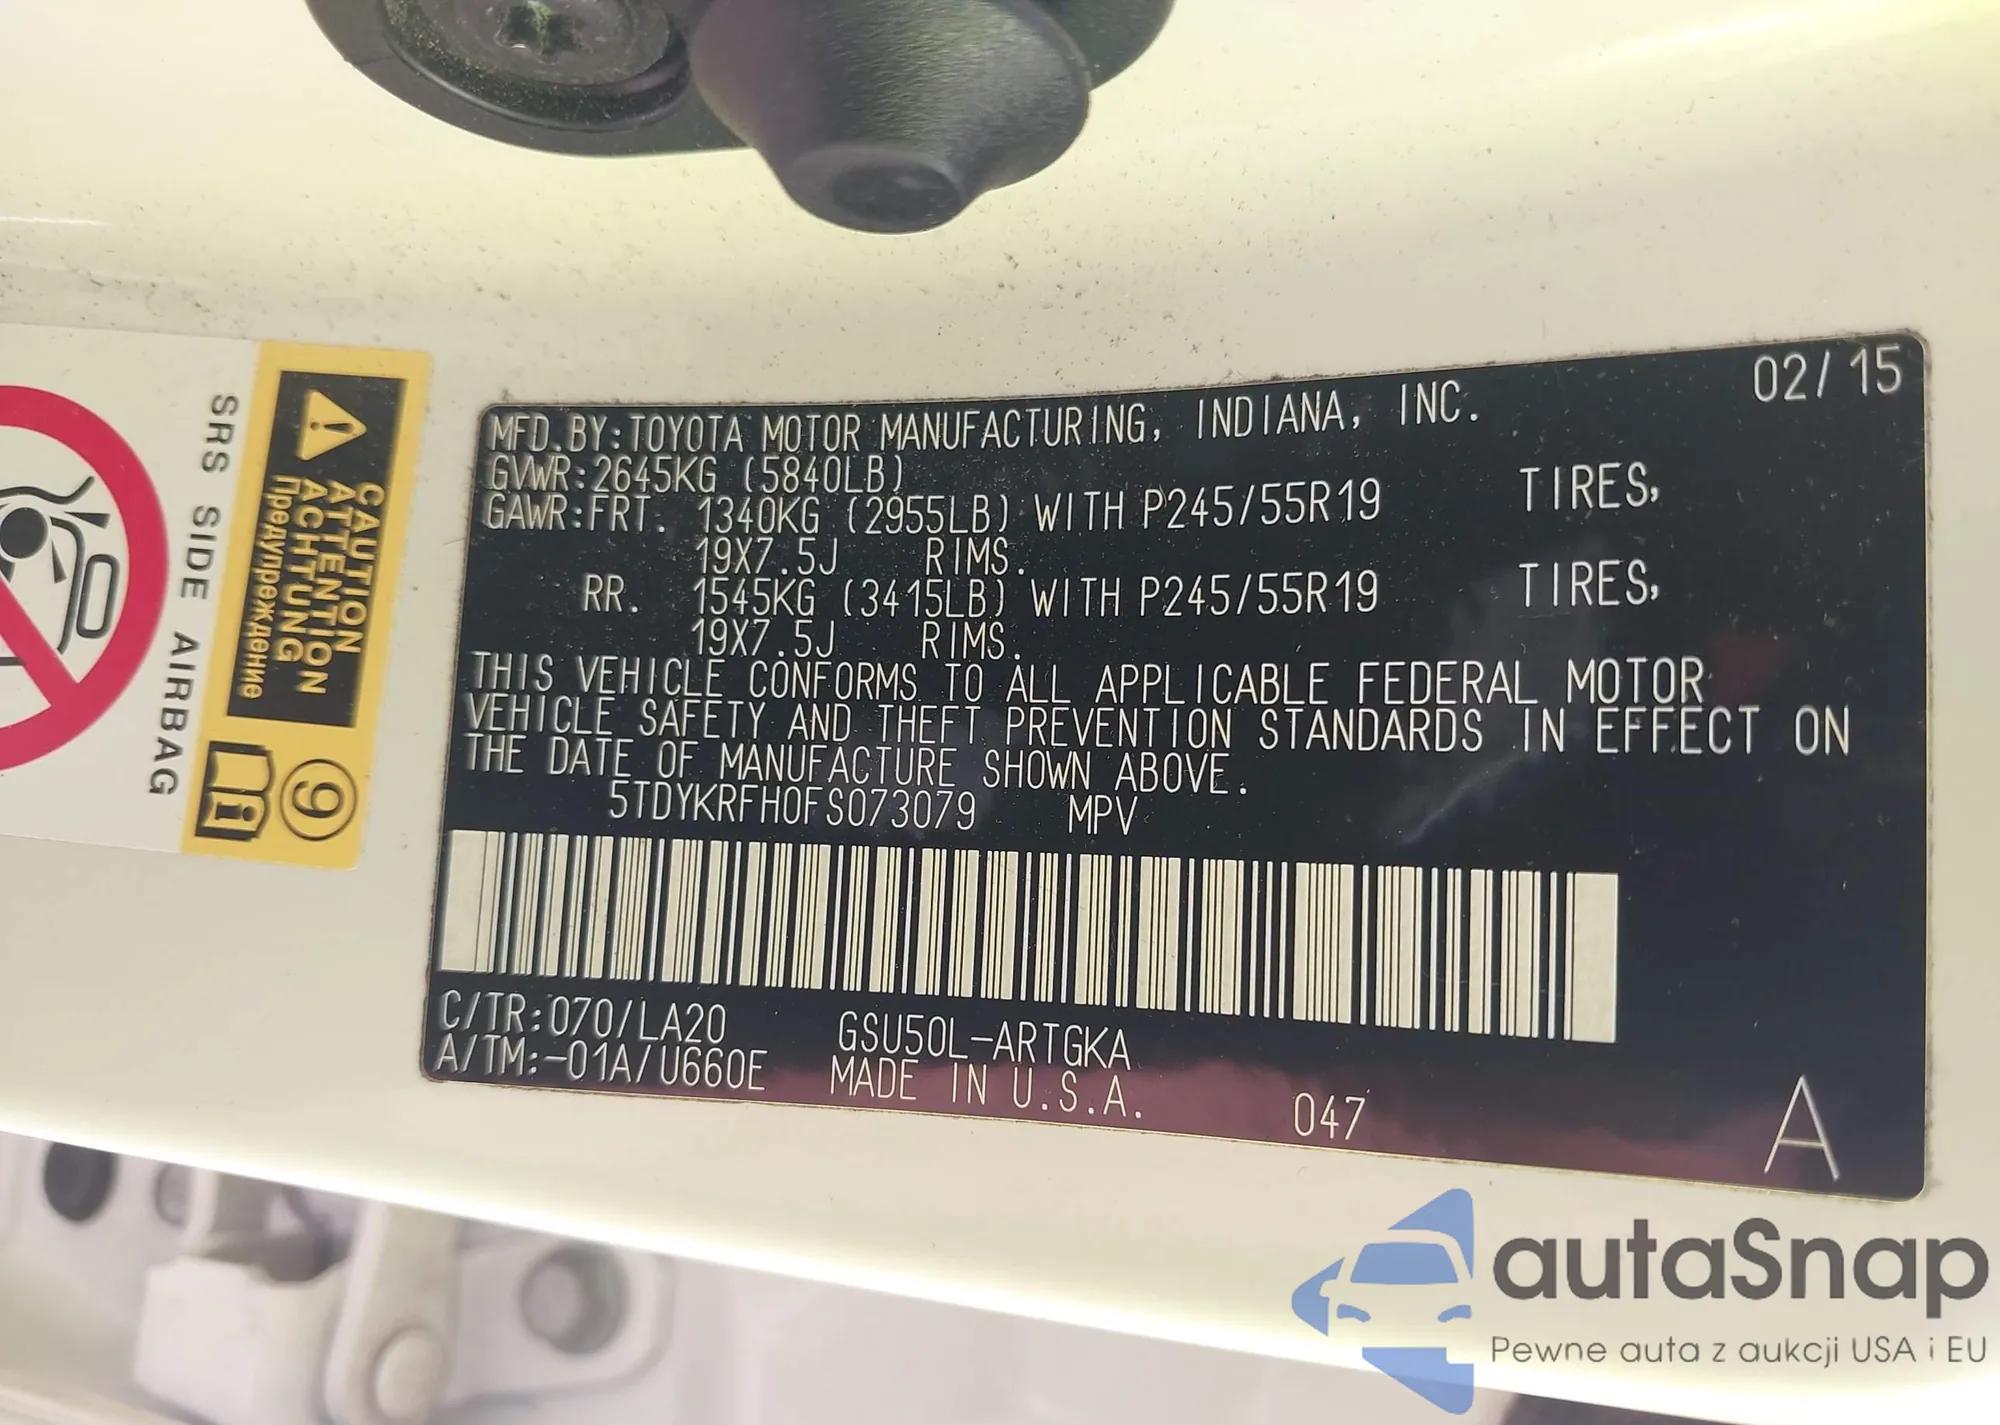 02/15
MFD.BY:TOYOTA MOTOR MANUFACTURING, INDIANA, INC.
GVWR:2645KG (5840LB)
GAWR:FRT. 1340KG (2955LB) WITH P245/55R19 TIRES,
19X7.5J RIMS.
RR. 1545KG (3415LB) WITH P245/55R19 TIRES,
19X7.5J RIMS.
THIS VEHICLE CONFORMS TO ALL APPLICABLE FEDERAL MOTOR
VEHICLE SAFETY AND THEFT PREVENTION STANDARDS IN EFFECT ON
THE DATE OF MANUFACTURE SHOWN ABOVE.
5TDYKRFH0FS073079 MPV
C/TR:070/LA20 GSU50L-ARTGKA
A/TM:-01A/U660E MADE IN U.S.A. 047 A
CAUTION
ATTENTION
ACHTUNG
Предупреждение
9
SRS SIDE AIRBAG
autaSnap
Pewne auta z aukcji USA i EU